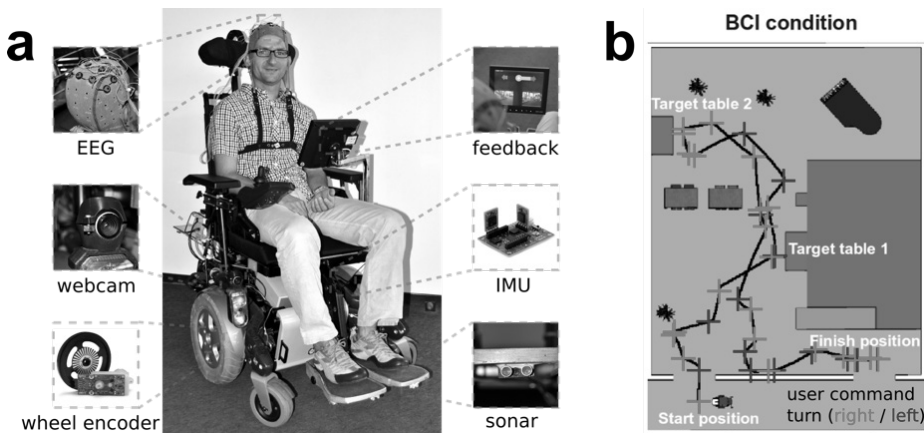 a
EEG
webcam
wheel encoder
feedback
IMU
sonar
b
BCI condition
Target table 2
Target table 1
Finish position
Start position
user command
turn (right / left)